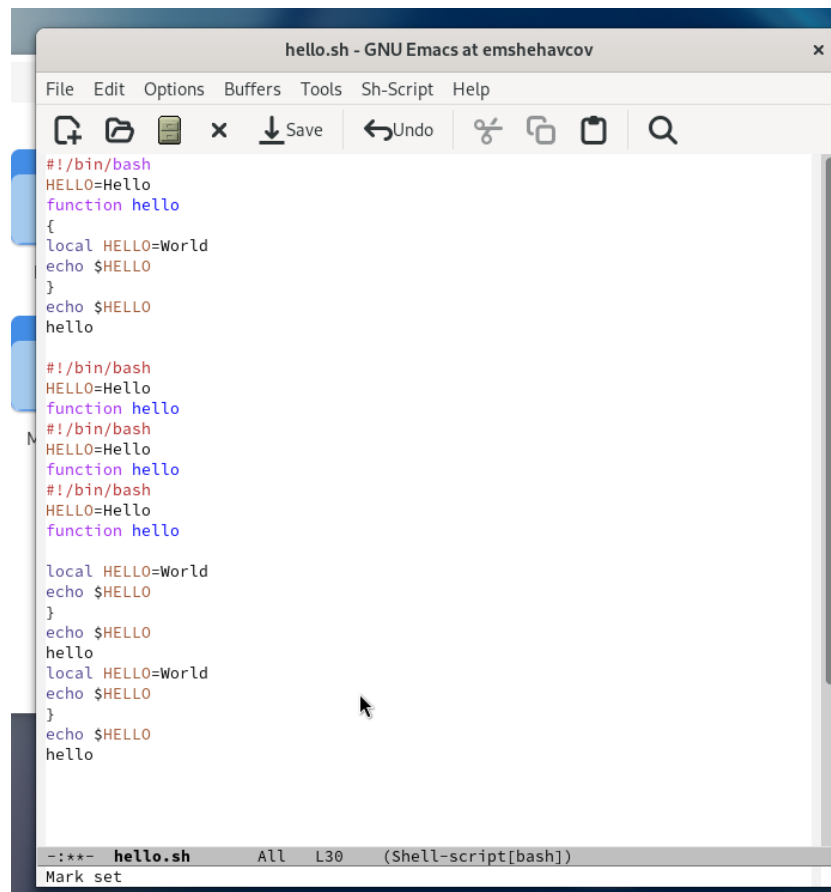 hello.sh - GNU Emacs at emshehavcov
File Edit Options Buffers Tools Sh-Script Help
Save Undo
#!/bin/bash
HELLO=Hello
function hello
{
local HELLO=World
echo $HELLO
}
echo $HELLO
hello
#!/bin/bash
HELLO=Hello
function hello
#!/bin/bash
HELLO=Hello
function hello
#!/bin/bash
HELLO=Hello
function hello
local HELLO=World
echo $HELLO
}
echo $HELLO
hello
local HELLO=World
echo $HELLO
}
echo $HELLO
hello
-:**- hello.sh All L30 (Shell-script[bash])
Mark set